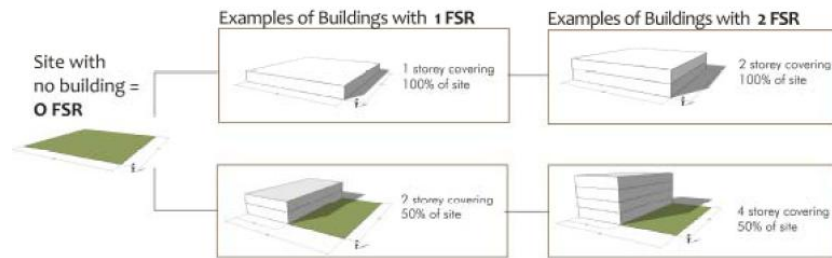 Examples of Buildings with 1 FSR
Examples of Buildings with 2 FSR
Site with
no building =
0 FSR
1 storey covering
100% of site
2 storey covering
100% of site
2 storey covering
50% of site
4 storey covering
50% of site